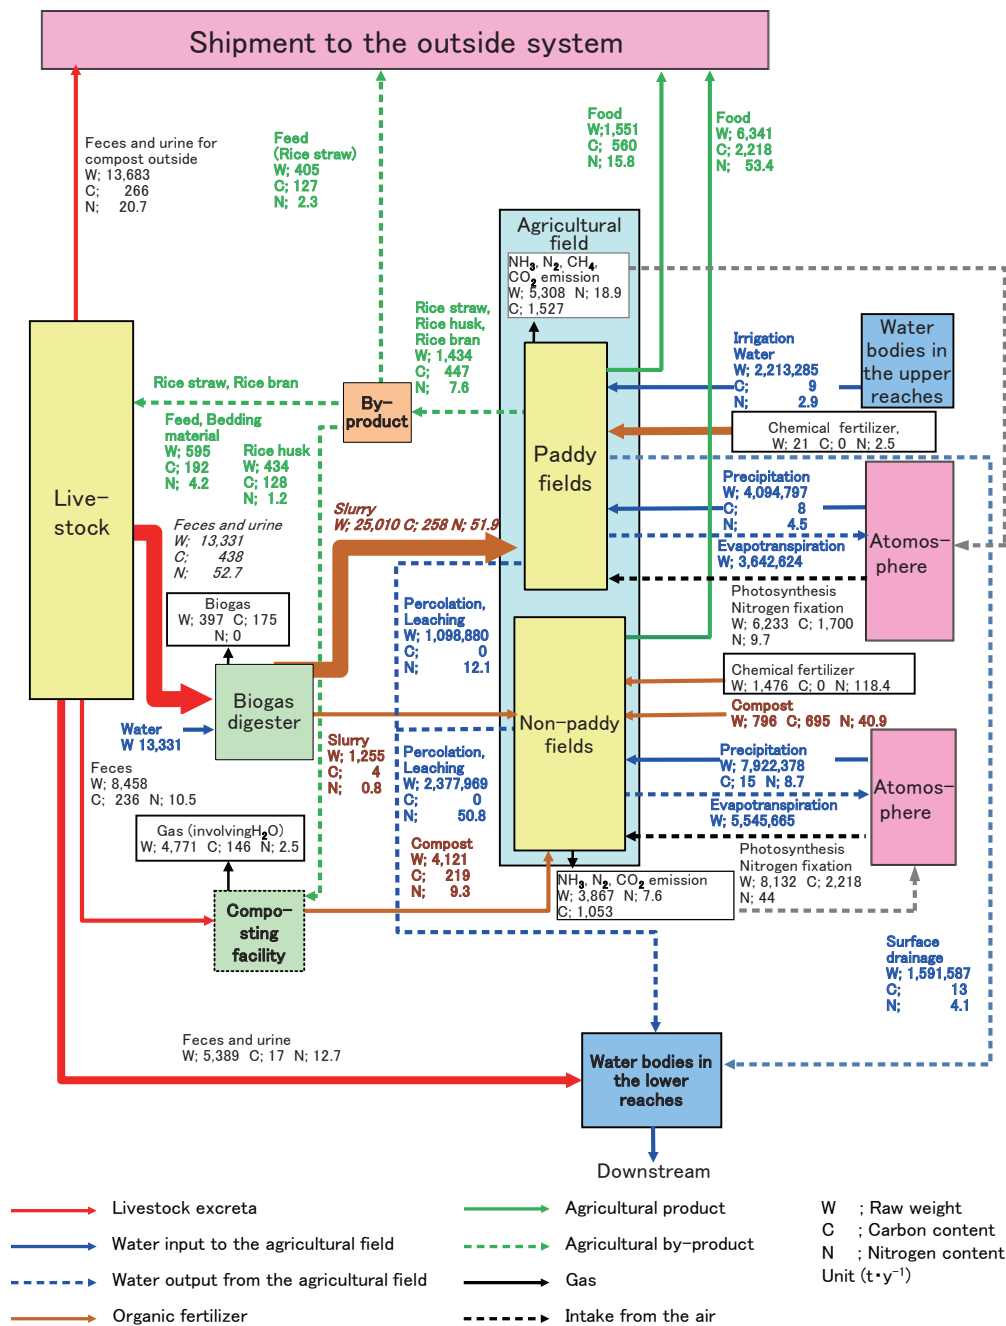 Shipment to the outside system
Feces and urine for
compost outside
W; 13,683
C; 266
N; 20.7
Feed
(Rice straw)
W; 405
C; 127
N; 2.3
Food
W;1,551
C; 560
N; 15.8
Food
W; 6,341
C; 2,218
N; 53.4
Agricultural
field
NH3, N2, CH4,
CO2 emission
W; 5,308 N; 18.9
C; 1,527
Rice straw,
Rice husk,
Rice bran
W; 1,434
C; 447
N; 7.6
Irrigation
Water
W; 2,213,285
C; 9
N; 2.9
Water
bodies in
the upper
reaches
Rice straw, Rice bran
By-
product
Feed, Bedding
material
W; 595
C; 192
N; 4.2
Rice husk
W; 434
C; 128
N; 1.2
Chemical fertilizer,
W; 21 C; 0 N; 2.5
Paddy
fields
Live-
stock
Slurry
W; 25,010 C; 258 N; 51.9
Precipitation
W; 4,094,797
C; 8
N; 4.5
Evapotranspiration
W; 3,642,624
Atomos-
phere
Feces and urine
W; 13,331
C; 438
N; 52.7
Photosynthesis
Nitrogen fixation
W; 6,233 C; 1,700
N; 9.7
Biogas
W; 397 C; 175
N; 0
Percolation,
Leaching
W; 1,098,880
C; 0
N; 12.1
Biogas
digester
Chemical fertilizer
W; 1,476 C; 0 N; 118.4
Compost
W; 796 C; 695 N; 40.9
Non-paddy
fields
Water
W 13,331
Slurry
W; 1,255
C; 4
N; 0.8
Percolation,
Leaching
W; 2,377,969
C; 0
N; 50.8
Precipitation
W; 7,922,378
C; 15 N; 8.7
Evapotranspiration
W; 5,545,665
Atomos-
phere
Feces
W; 8,458
C; 236 N; 10.5
Gas (involvingH2O)
W; 4,771 C; 146 N; 2.5
Compost
W; 4,121
C; 219
N; 9.3
Photosynthesis
Nitrogen fixation
W; 8,132 C; 2,218
N; 44
NH3, N2, CO2 emission
W; 3,867 N; 7.6
C; 1,053
Compo-
sting
facility
Surface
drainage
W; 1,591,587
C; 13
N; 4.1
Feces and urine
W; 5,389 C; 17 N; 12.7
Water bodies in
the lower
reaches
Downstream
Livestock excreta
Water input to the agricultural field
Water output from the agricultural field
Organic fertilizer
Agricultural product
Agricultural by-product
Gas
Intake from the air
W ; Raw weight
C ; Carbon content
N ; Nitrogen content
Unit (t・y⁻¹)